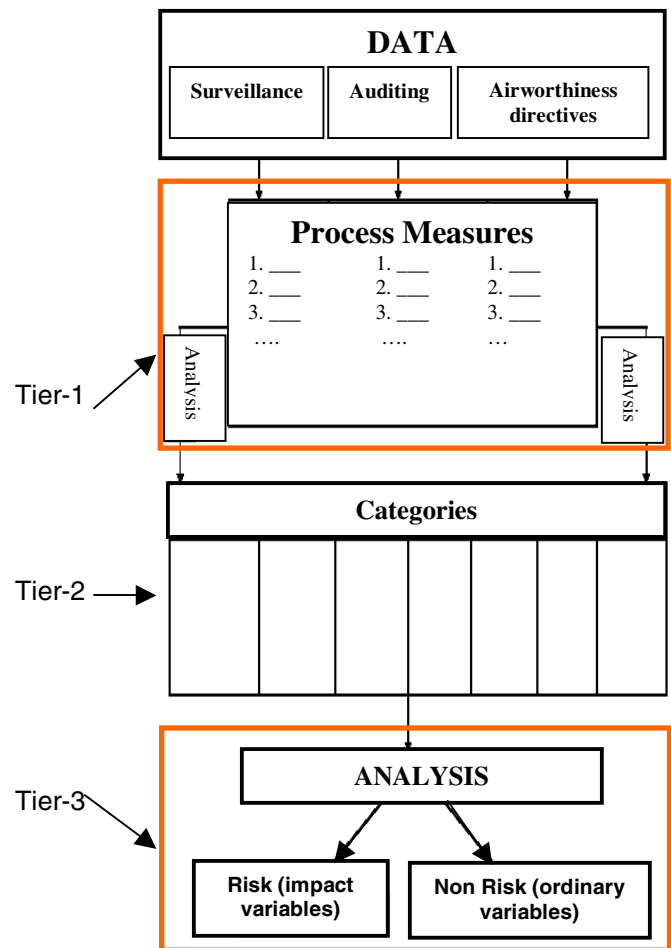 DATA
Surveillance
Auditing
Airworthiness
directives
Process Measures
1. ___ 1. ___ 1. ___
2. ___ 2. ___ 2. ___
3. ___ 3. ___ 3. ___
…. …. …
Analysis
Analysis
Tier-1
Categories
Tier-2
ANALYSIS
Tier-3
Risk (impact
variables)
Non Risk (ordinary
variables)